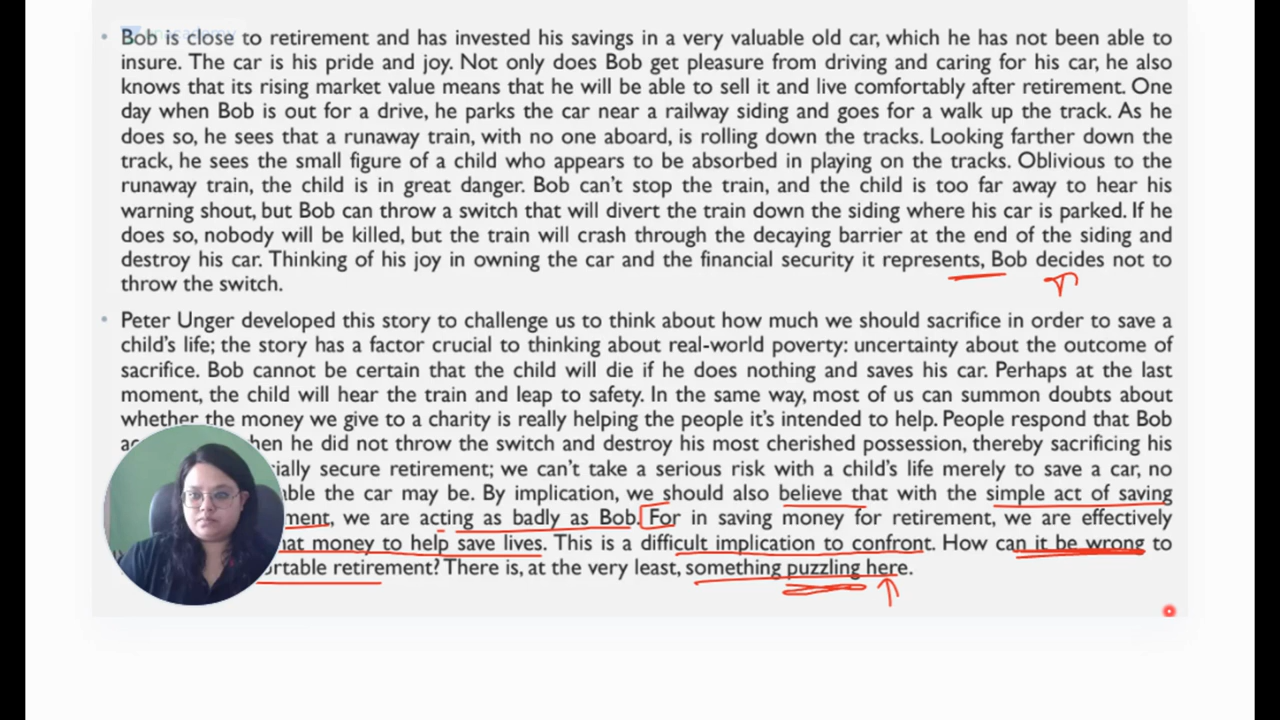 Bob is close to retirement and has invested his savings in a very valuable old car, which he has not been able to
insure. The car is his pride and joy. Not only does Bob get pleasure from driving and caring for his car, he also
knows that its rising market value means that he will be able to sell it and live comfortably after retirement. One
day when Bob is out for a drive, he parks the car near a railway siding and goes for a walk up the track. As he
does so, he sees that a runaway train, with no one aboard, is rolling down the tracks. Looking farther down the
track, he sees the small figure of a child who appears to be absorbed in playing on the tracks. Oblivious to the
runaway train, the child is in great danger. Bob can't stop the train, and the child is too far away to hear his
warning shout, but Bob can throw a switch that will divert the train down the siding where his car is parked. If he
does so, nobody will be killed, but the train will crash through the decaying barrier at the end of the siding and
destroy his car. Thinking of his joy in owning the car and the financial security it represents, Bob decides not to
throw the switch.
Peter Unger developed this story to challenge us to think about how much we should sacrifice in order to save a
child's life; the story has a factor crucial to thinking about real-world poverty: uncertainty about the outcome of
sacrifice. Bob cannot be certain that the child will die if he does nothing and saves his car. Perhaps at the last
moment, the child will hear the train and leap to safety. In the same way, most of us can summon doubts about
whether the money we give to a charity is really helping the people it's intended to help. People respond that Bob
he did not throw the switch and destroy his most cherished possession, thereby sacrificing his
secure retirement; we can't take a serious risk with a child's life merely to save a car, no
the car may be. By implication, we should also believe that with the simple act of saving
we are acting as badly as Bob. For in saving money for retirement, we are effectively
money to help save lives. This is a difficult implication to confront. How can it be wrong to
retirement? There is, at the very least, something puzzling here.